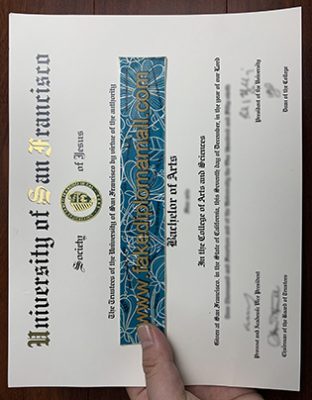 University of San Francisco
Society of Jesus
The Trustees of the University of San Francisco by virtue of the authority
www.fakediplomamall.com
Bachelor of Arts
In the College of Arts and Sciences
Given at San Francisco, in the State of California, this Seventh day of December, in the year of our Lord
Provost and Academic Vice President
President of the University
Chairman of the Board of Trustees
Dean of the College